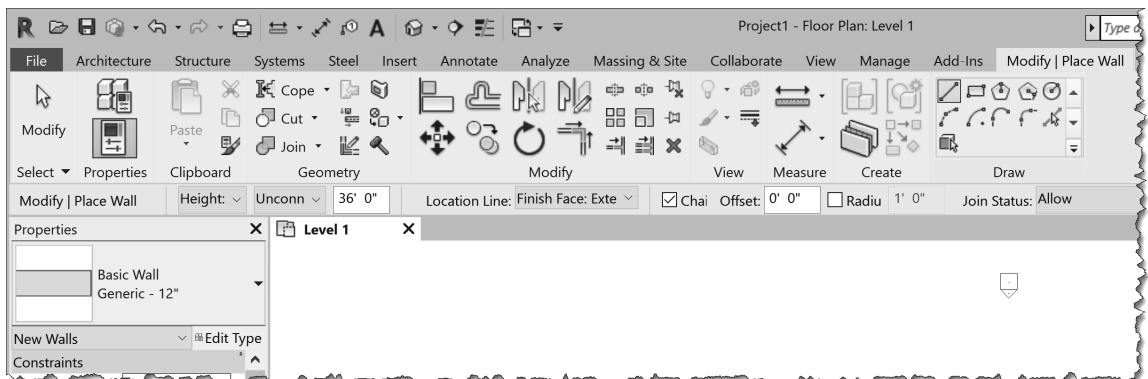 R A Project1 - Floor Plan: Level 1 Type
File Architecture Structure Systems Steel Insert Annotate Analyze Massing & Site Collaborate View Manage Add-Ins Modify | Place Wall
Modify Paste Cope Cut Join
Select Properties Clipboard Geometry Modify View Measure Create Draw
Modify | Place Wall Height: Unconn 36' 0" Location Line: Finish Face: Exte Chai Offset: 0' 0" Radiu 1' 0" Join Status: Allow
Properties Level 1
Basic Wall
Generic - 12"
New Walls Edit Type
Constraints